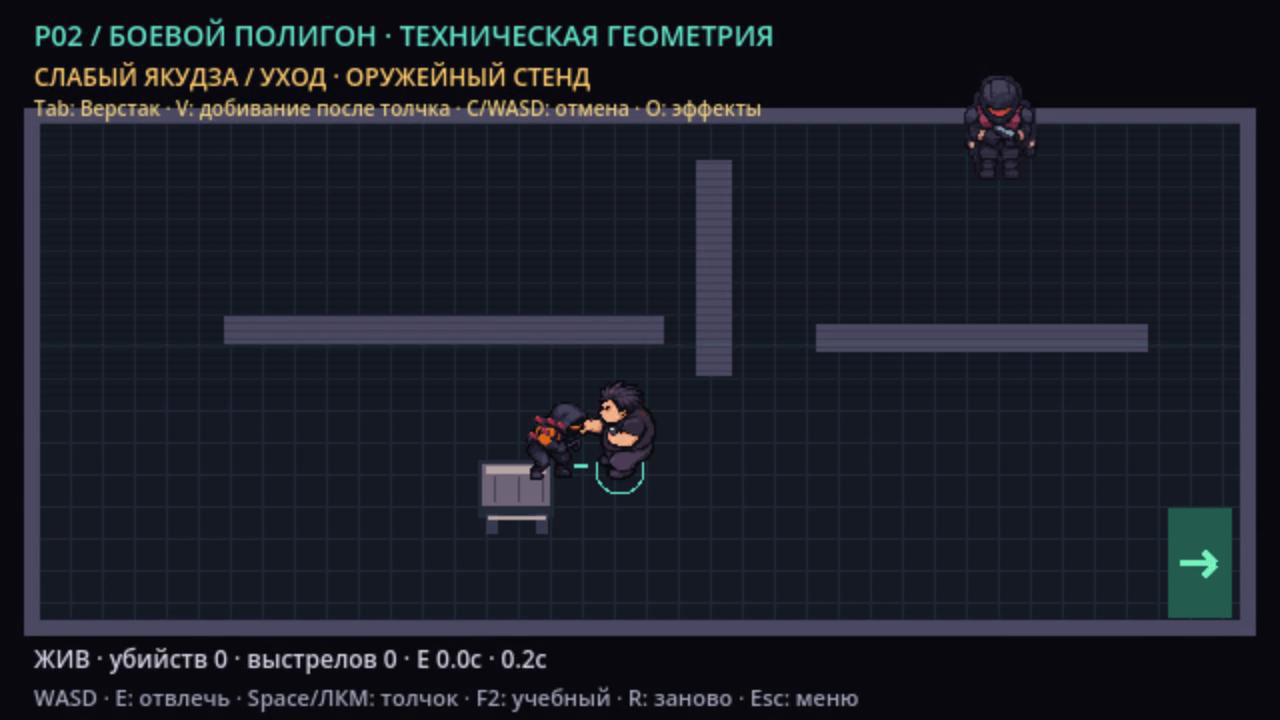 P02 / БОЕВОЙ ПОЛИГОН · ТЕХНИЧЕСКАЯ ГЕОМЕТРИЯ
СЛАБЫЙ ЯКУДЗА / УХОД · ОРУЖЕЙНЫЙ СТЕНД
Tab: Верстак · V: добивание после толчка · C/WASD: отмена · O: эффекты
ЖИВ · убийств 0 · выстрелов 0 · E 0.0с · 0.2с
WASD · E: отвлечь · Space/ЛКМ: толчок · F2: учебный · R: заново · Esc: меню